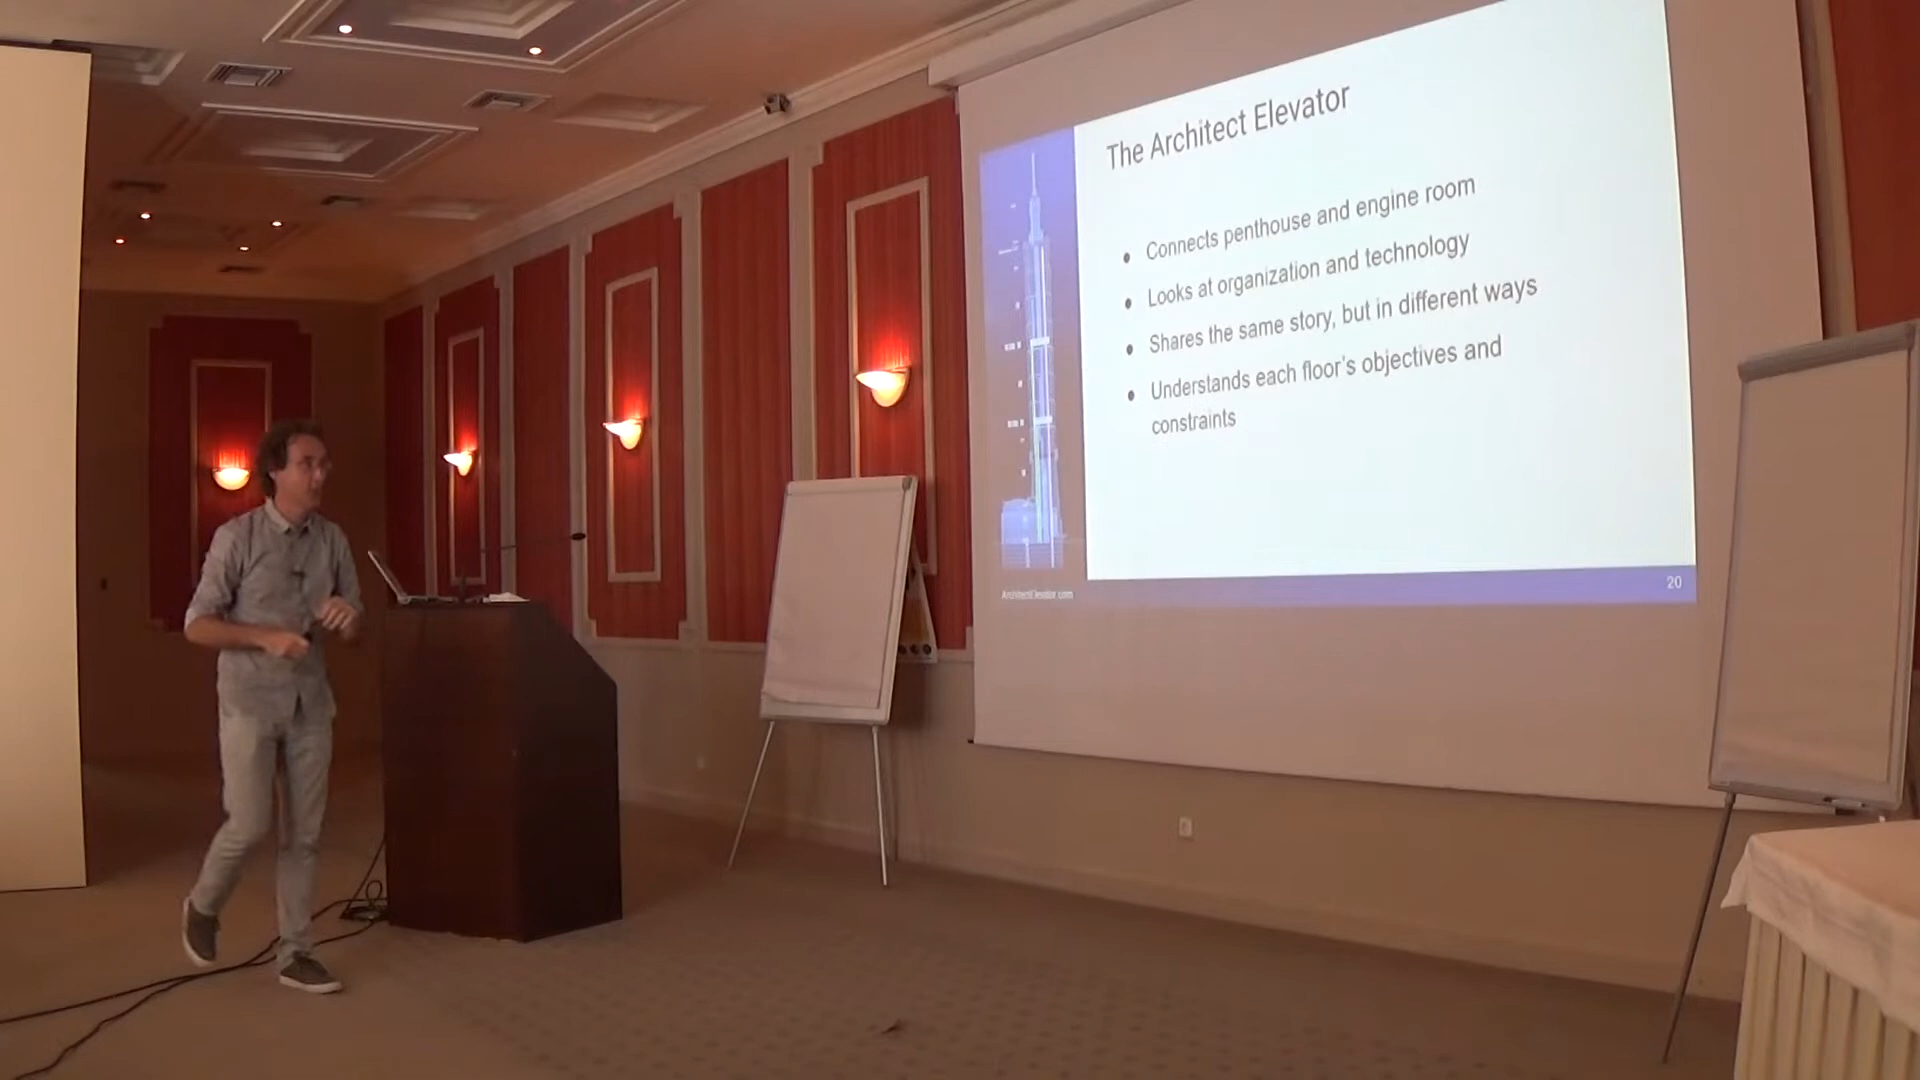 The Architect Elevator
● Connects penthouse and engine room
● Looks at organization and technology
● Shares the same story, but in different ways
● Understands each floor's objectives and
constraints
ArchitectElevator.com
20